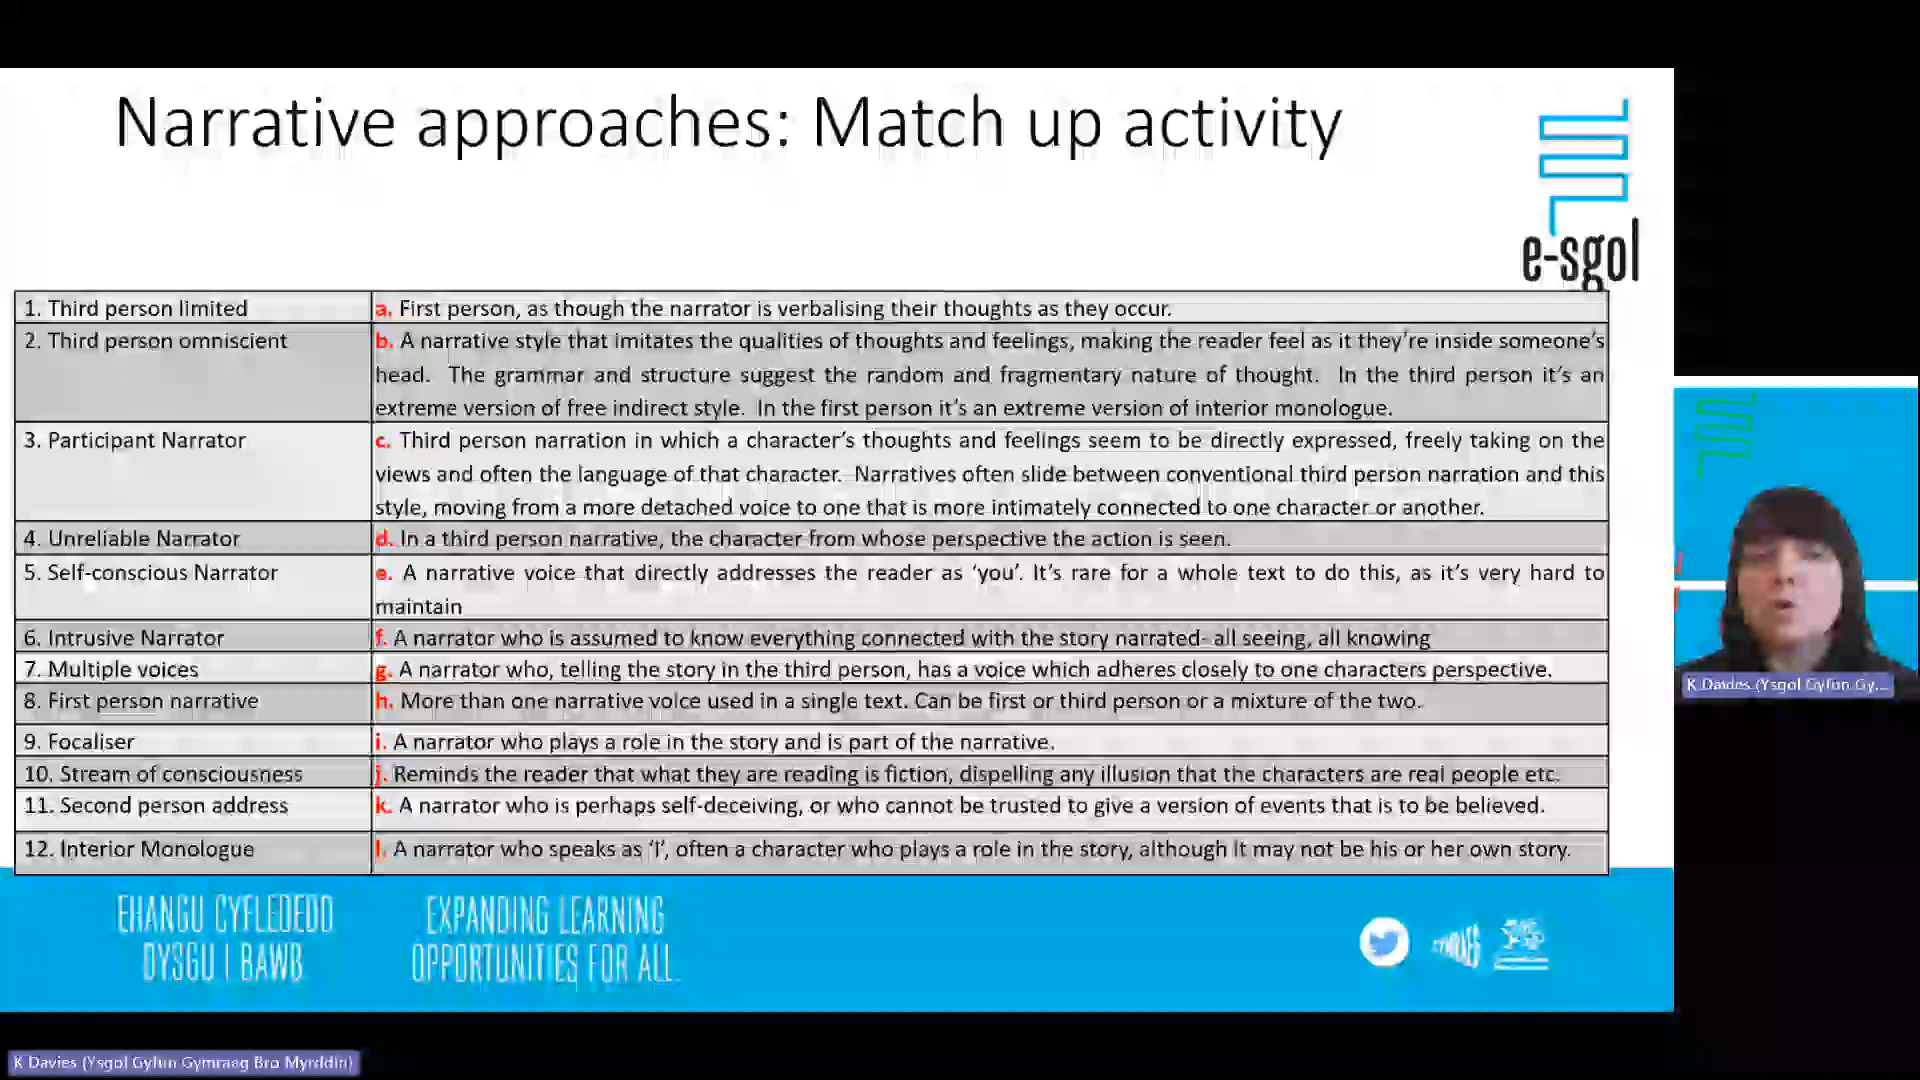 Narrative approaches: Match up activity
e-sgol
1. Third person limited
a. First person, as though the narrator is verbalising their thoughts as they occur.
2. Third person omniscient
b. A narrative style that imitates the qualities of thoughts and feelings, making the reader feel as it they're inside someone's
head. The grammar and structure suggest the random and fragmentary nature of thought. In the third person it's an
extreme version of free indirect style. In the first person it's an extreme version of interior monologue.
3. Participant Narrator
c. Third person narration in which a character's thoughts and feelings seem to be directly expressed, freely taking on the
views and often the language of that character. Narratives often slide between conventional third person narration and this
style, moving from a more detached voice to one that is more intimately connected to one character or another.
4. Unreliable Narrator
d. In a third person narrative, the character from whose perspective the action is seen.
5. Self-conscious Narrator
e. A narrative voice that directly addresses the reader as 'you'. It's rare for a whole text to do this, as it's very hard to
maintain
6. Intrusive Narrator
f. A narrator who is assumed to know everything connected with the story narrated- all seeing, all knowing
7. Multiple voices
g. A narrator who, telling the story in the third person, has a voice which adheres closely to one characters perspective.
8. First person narrative
h. More than one narrative voice used in a single text. Can be first or third person or a mixture of the two.
9. Focaliser
i. A narrator who plays a role in the story and is part of the narrative.
10. Stream of consciousness
j. Reminds the reader that what they are reading is fiction, dispelling any illusion that the characters are real people etc.
11. Second person address
k. A narrator who is perhaps self-deceiving, or who cannot be trusted to give a version of events that is to be believed.
12. Interior Monologue
l. A narrator who speaks as 'I', often a character who plays a role in the story, although it may not be his or her own story.
EHANGU CYFLEDEDD
DYSGU I BAWB
EXPANDING LEARNING
OPPORTUNITIES FOR ALL
K Davies (Ysgol Gyfun Gy...
K Davies (Ysgol Gyfun Gymraeg Bro Myrddin)